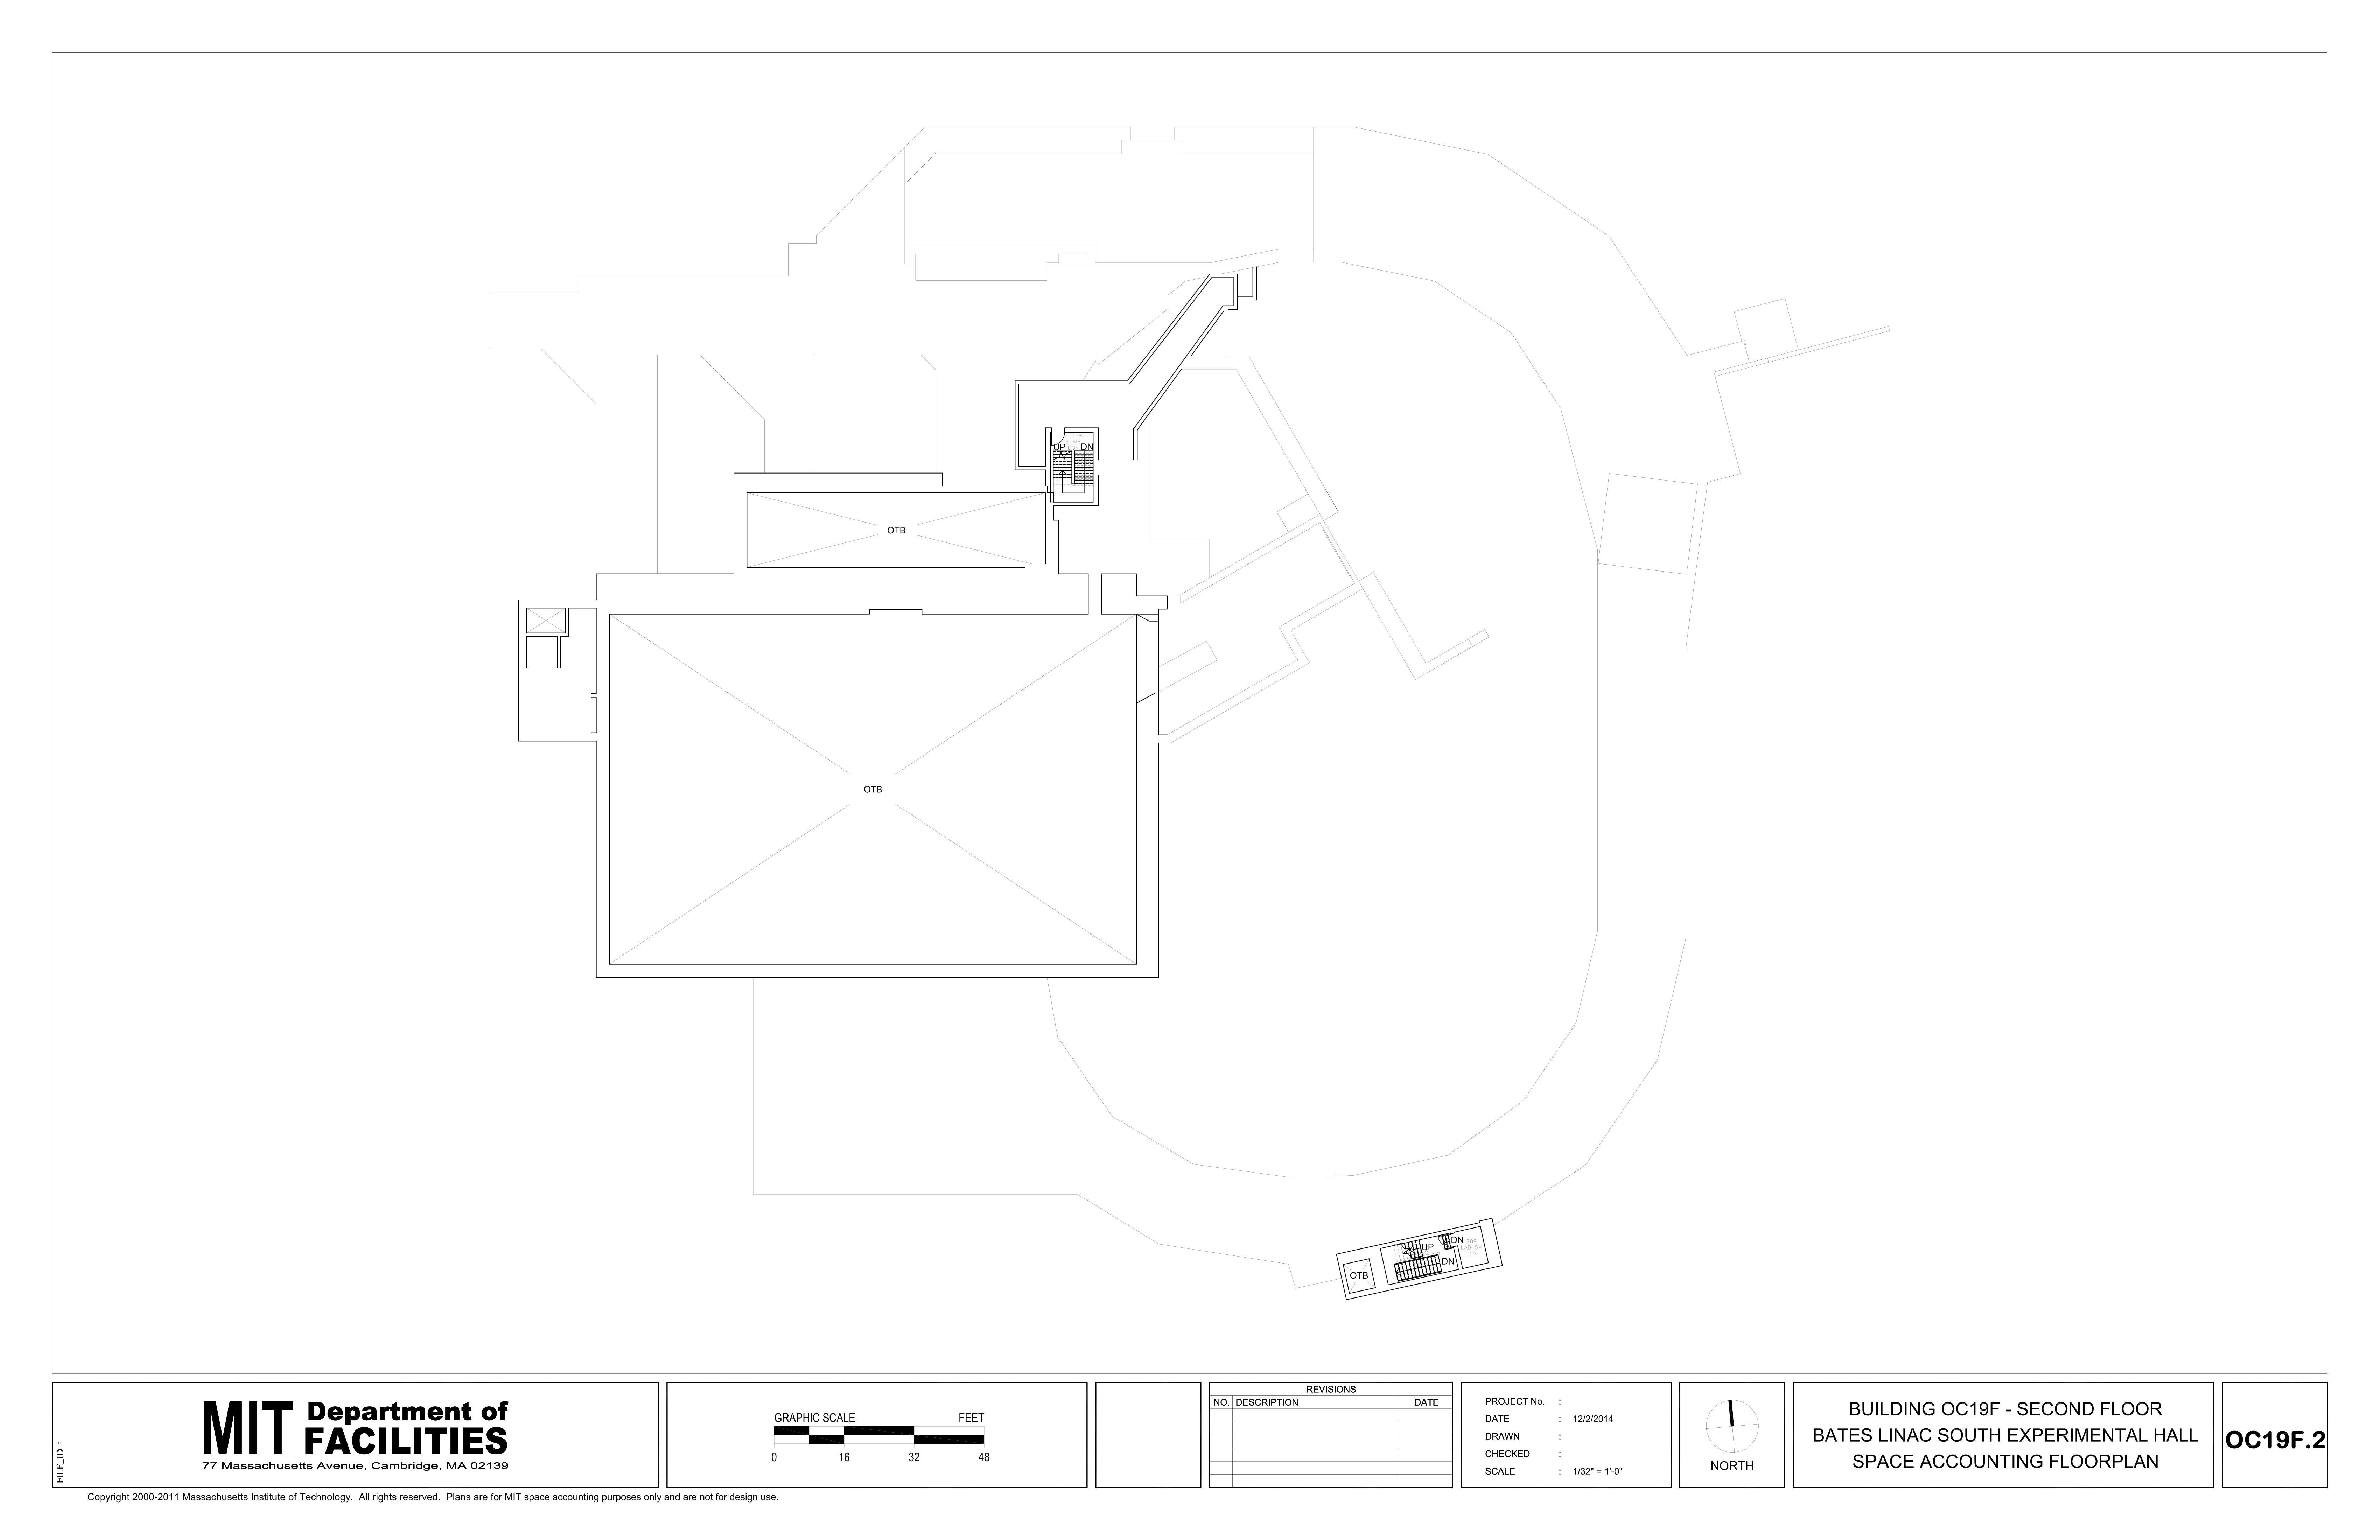 UP DN
OTB
OTB
UP DN
DN
OTB
MIT Department of
FACILITIES
77 Massachusetts Avenue, Cambridge, MA 02139
FILE_ID :
GRAPHIC SCALE FEET
0 16 32 48
REVISIONS
NO. DESCRIPTION DATE
PROJECT No. :
DATE : 12/2/2014
DRAWN :
CHECKED :
SCALE : 1/32" = 1'-0"
NORTH
BUILDING OC19F - SECOND FLOOR
BATES LINAC SOUTH EXPERIMENTAL HALL
SPACE ACCOUNTING FLOORPLAN
OC19F.2
Copyright 2000-2011 Massachusetts Institute of Technology. All rights reserved. Plans are for MIT space accounting purposes only and are not for design use.